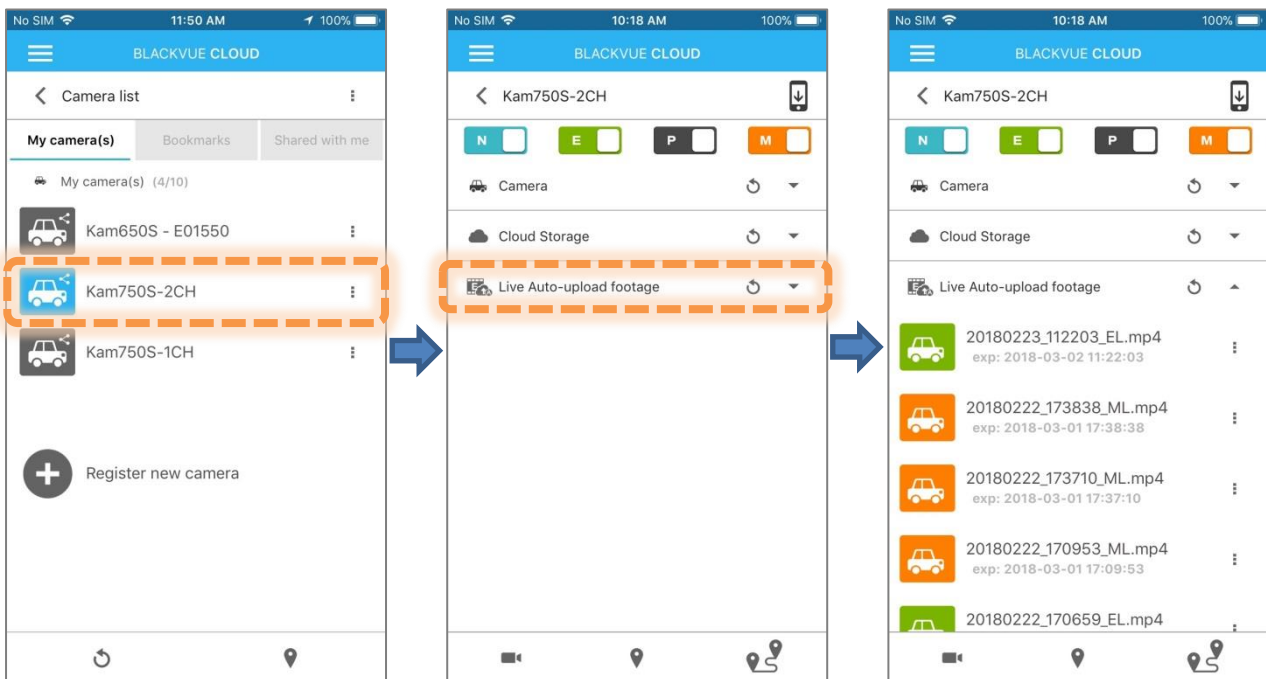 No SIM 11:50 AM 100%
BLACKVUE CLOUD
Camera list
My camera(s) Bookmarks Shared with me
My camera(s) (4/10)
Kam650S - E01550
Kam750S-2CH
Kam750S-1CH
Register new camera
No SIM 10:18 AM 100%
BLACKVUE CLOUD
Kam750S-2CH
N E P M
Camera
Cloud Storage
Live Auto-upload footage
No SIM 10:18 AM 100%
BLACKVUE CLOUD
Kam750S-2CH
N E P M
Camera
Cloud Storage
Live Auto-upload footage
20180223_112203_EL.mp4
exp: 2018-03-02 11:22:03
20180222_173838_ML.mp4
exp: 2018-03-01 17:38:38
20180222_173710_ML.mp4
exp: 2018-03-01 17:37:10
20180222_170953_ML.mp4
exp: 2018-03-01 17:09:53
20180222_170659_EL.mp4